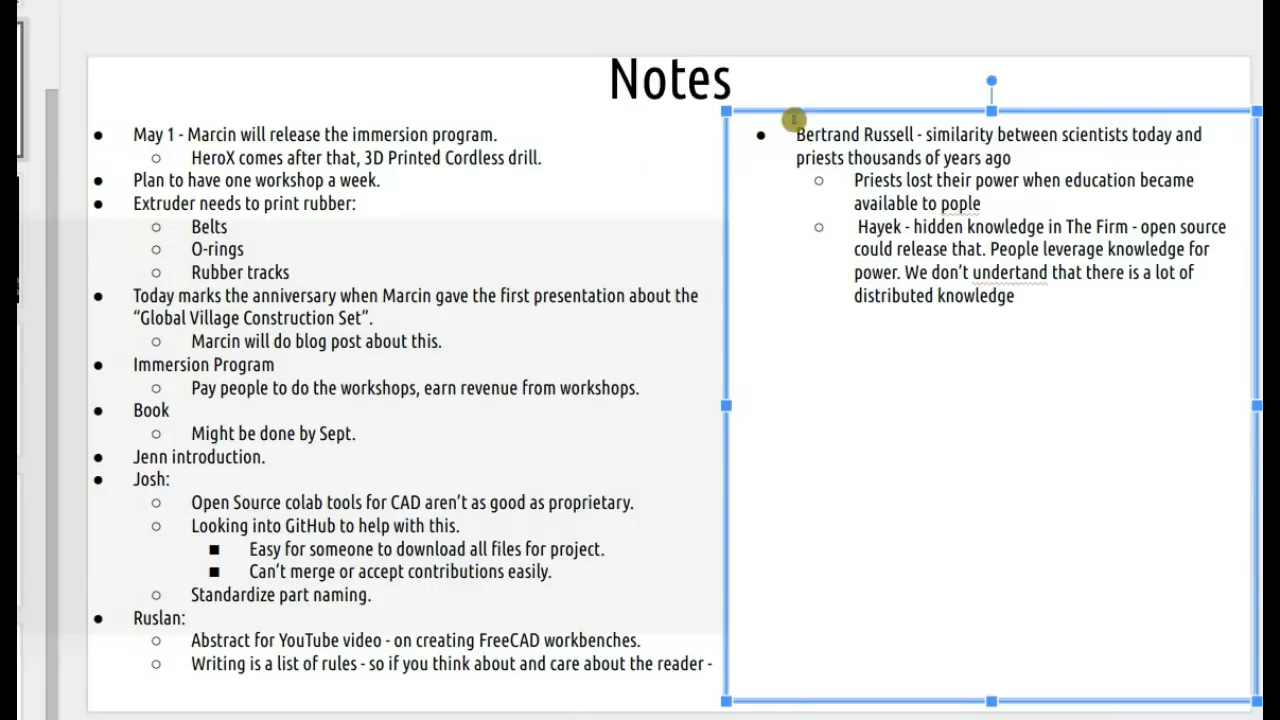 Notes
● May 1 - Marcin will release the immersion program.
○ HeroX comes after that, 3D Printed Cordless drill.
● Plan to have one workshop a week.
● Extruder needs to print rubber:
○ Belts
○ O-rings
○ Rubber tracks
● Today marks the anniversary when Marcin gave the first presentation about the
“Global Village Construction Set”.
○ Marcin will do blog post about this.
● Immersion Program
○ Pay people to do the workshops, earn revenue from workshops.
● Book
○ Might be done by Sept.
● Jenn introduction.
● Josh:
○ Open Source colab tools for CAD aren’t as good as proprietary.
○ Looking into GitHub to help with this.
■ Easy for someone to download all files for project.
■ Can’t merge or accept contributions easily.
○ Standardize part naming.
● Ruslan:
○ Abstract for YouTube video - on creating FreeCAD workbenches.
○ Writing is a list of rules - so if you think about and care about the reader -
● Bertrand Russell - similarity between scientists today and
priests thousands of years ago
○ Priests lost their power when education became
available to pople
○ Hayek - hidden knowledge in The Firm - open source
could release that. People leverage knowledge for
power. We don’t undertand that there is a lot of
distributed knowledge